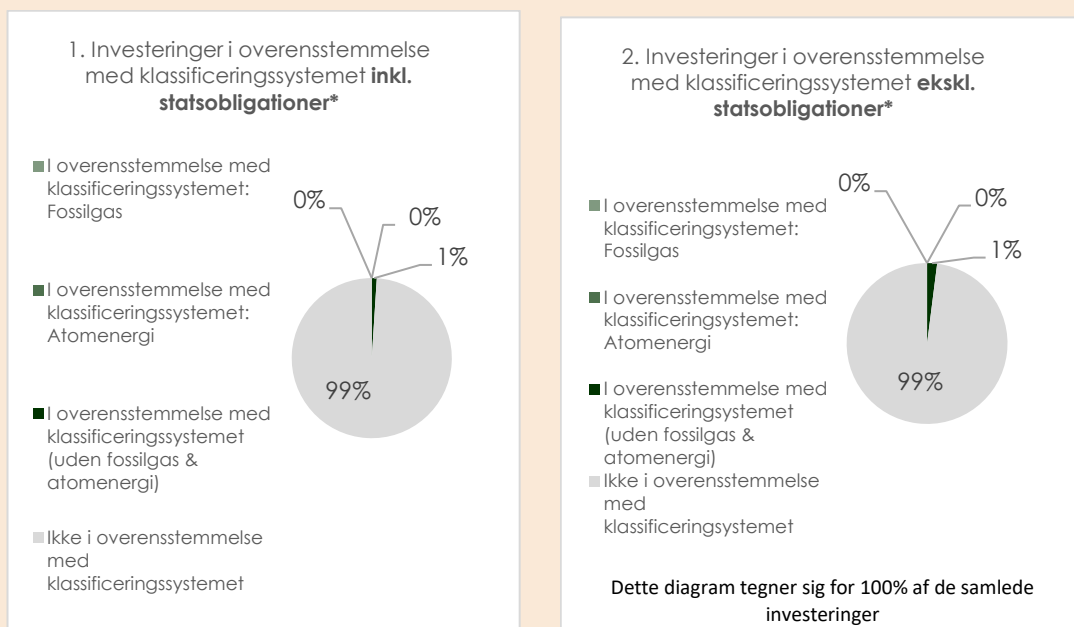 1. Investeringer i overensstemmelse
med klassificeringssystemet inkl.
statsobligationer*
I overensstemmelse med
klassificeringssystemet:
Fossilgas
I overensstemmelse med
klassificeringssystemet:
Atomenergi
I overensstemmelse med
klassificeringssystemet
(uden fossilgas &
atomenergi)
Ikke i overensstemmelse
med
klassificeringssystemet
0%
0%
1%
99%
2. Investeringer i overensstemmelse
med klassificeringssystemet ekskl.
statsobligationer*
I overensstemmelse med
klassificeringsystemet:
Fossilgas
I overensstemmelse med
klassificeringssystemet:
Atomenergi
I overensstemmelse med
klassificeringssystemet
(uden fossilgas &
atomenergi)
Ikke i overensstemmelse
med
klassificeringsystemet
0%
0%
1%
99%
Dette diagram tegner sig for 100% af de samlede
investeringer